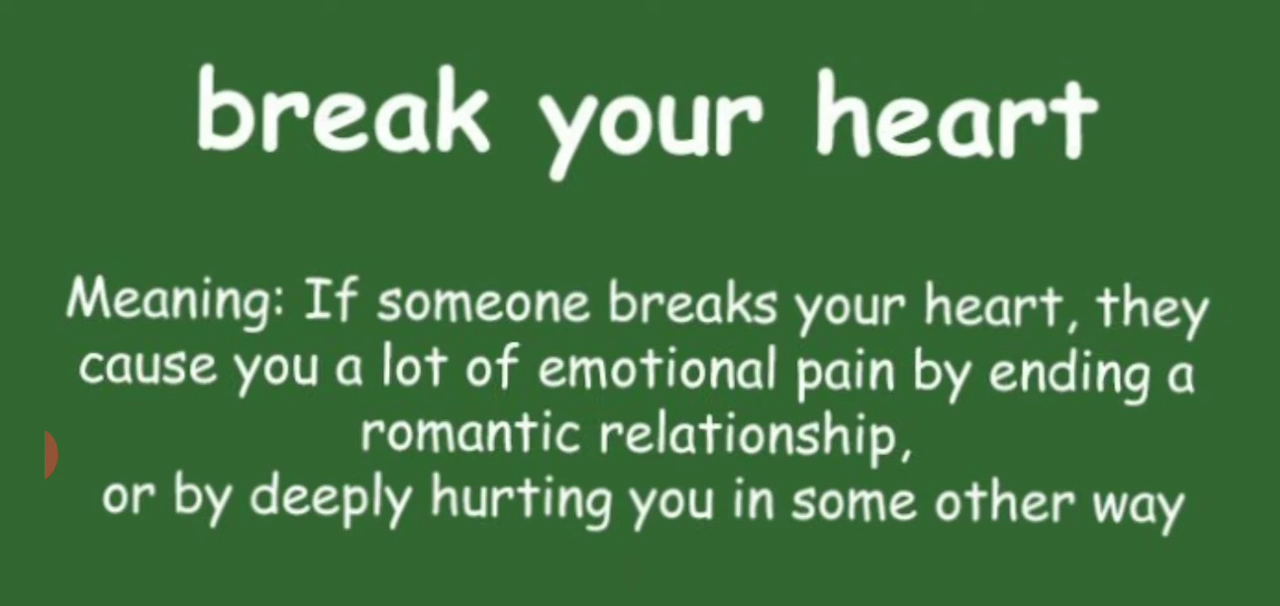 break your heart
Meaning: If someone breaks your heart, they
cause you a lot of emotional pain by ending a
romantic relationship,
or by deeply hurting you in some other way